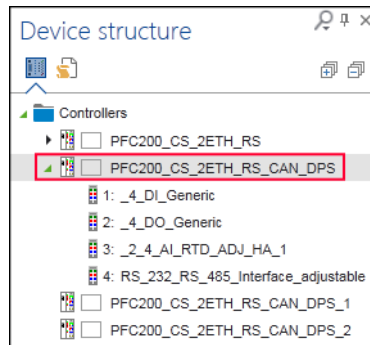 Device structure
Controllers
PFC200_CS_2ETH_RS
PFC200_CS_2ETH_RS_CAN_DPS
1: _4_DI_Generic
2: _4_DO_Generic
3: _2_4_AI_RTD_ADJ_HA_1
4: RS_232_RS_485_Interface_adjustable
PFC200_CS_2ETH_RS_CAN_DPS_1
PFC200_CS_2ETH_RS_CAN_DPS_2